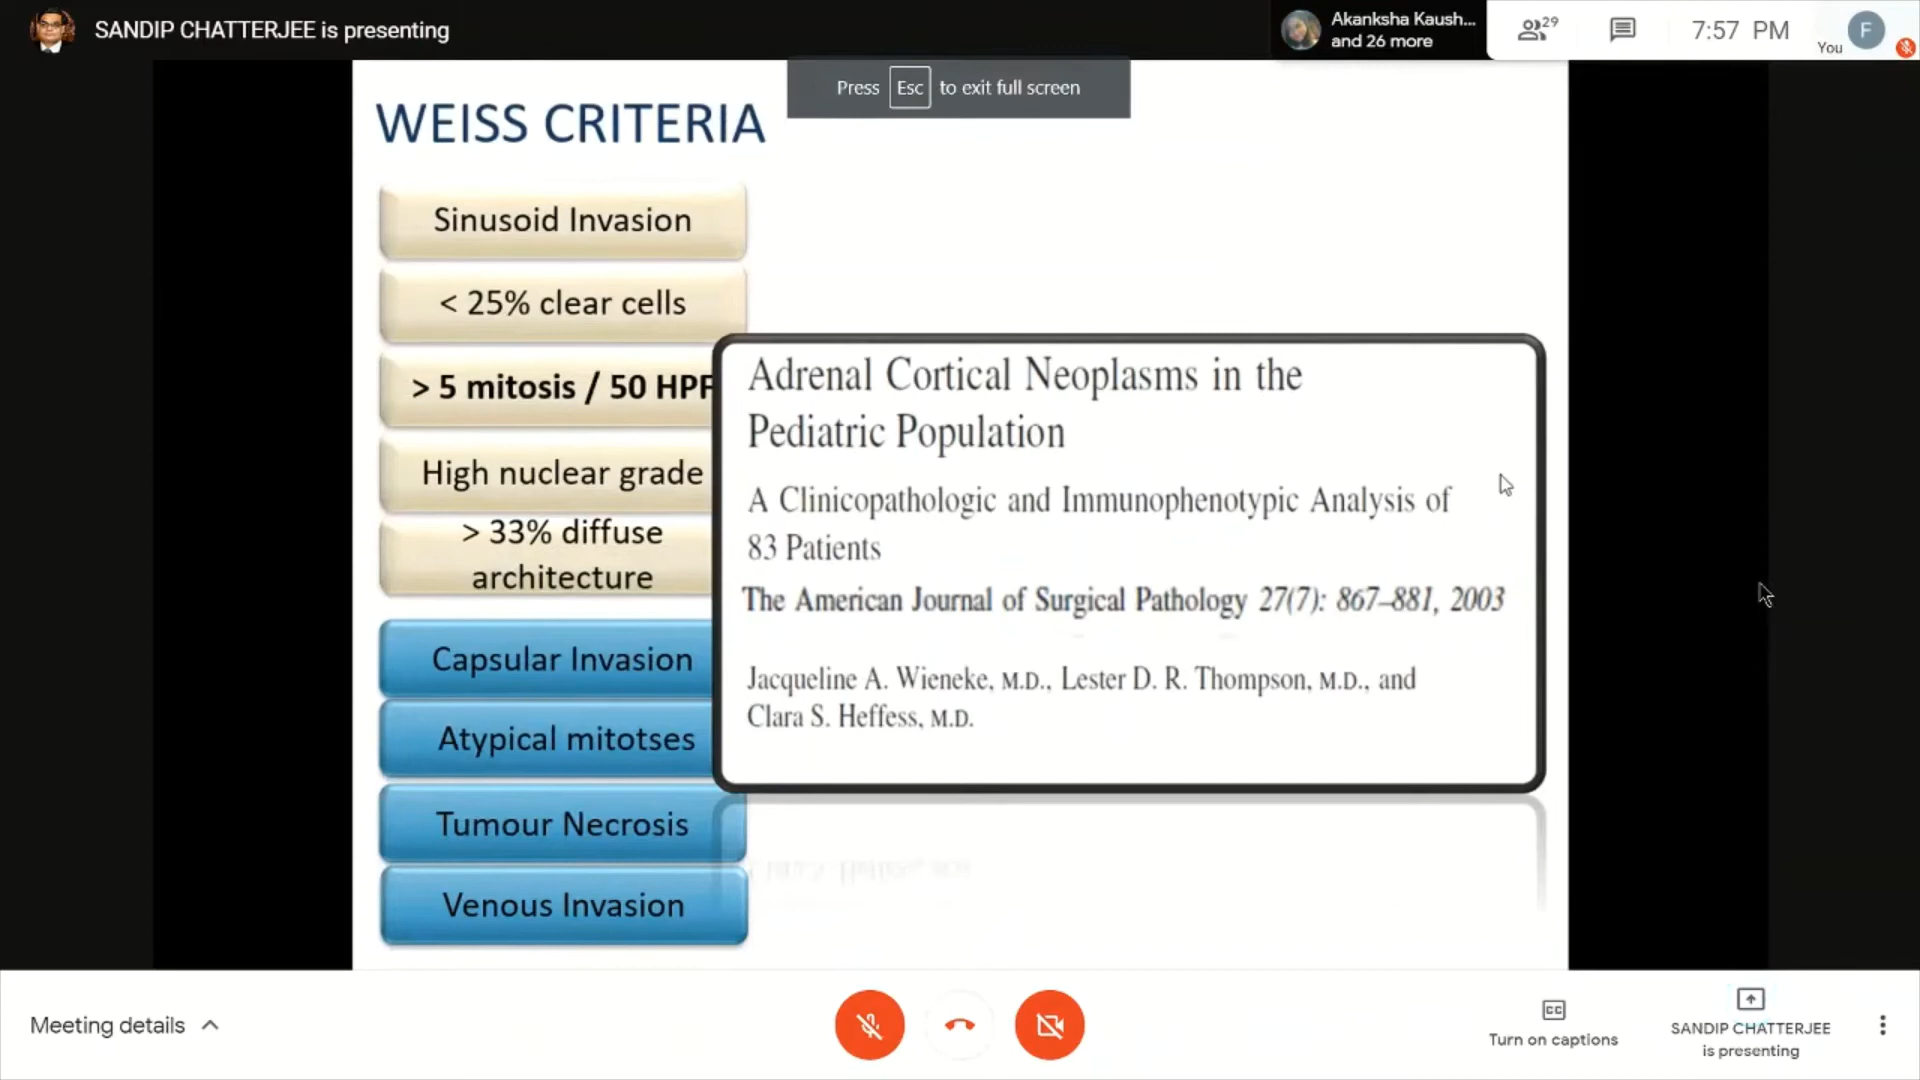 SANDIP CHATTERJEE is presenting
Akanksha Kaush...
and 26 more
29
7:57 PM
You
F
Press Esc to exit full screen
WEISS CRITERIA
Sinusoid Invasion
< 25% clear cells
> 5 mitosis / 50 HPF
High nuclear grade
> 33% diffuse
architecture
Capsular Invasion
Atypical mitotses
Tumour Necrosis
Venous Invasion
Adrenal Cortical Neoplasms in the
Pediatric Population
A Clinicopathologic and Immunophenotypic Analysis of
83 Patients
The American Journal of Surgical Pathology 27(7): 867–881, 2003
Jacqueline A. Wieneke, M.D., Lester D. R. Thompson, M.D., and
Clara S. Heffess, M.D.
Meeting details
CC
Turn on captions
SANDIP CHATTERJEE
is presenting